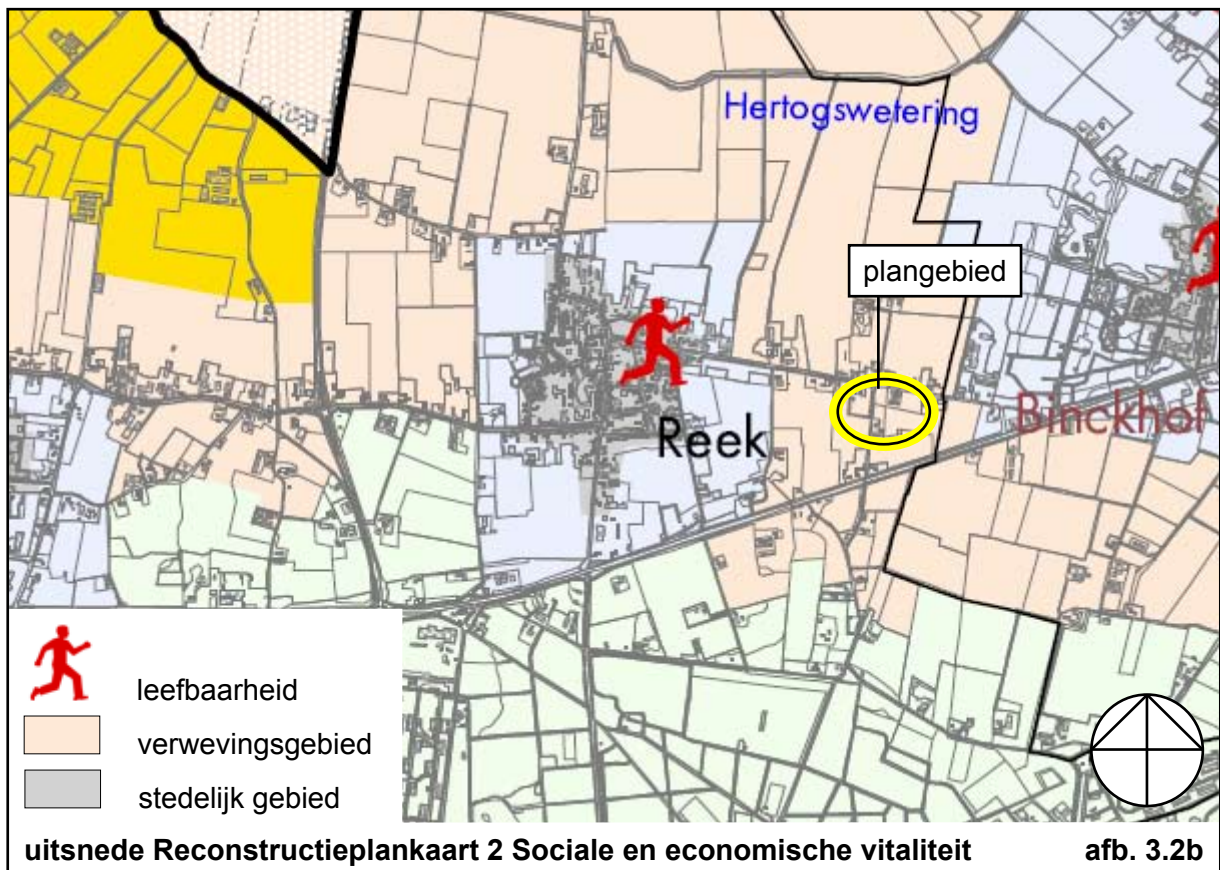 Hertogswetering
plangebied
Binckhof
Reek
leefbaarheid
verwevingsgebied
stedelijk gebied
uitsnede Reconstructieplankaart 2 Sociale en economische vitaliteit afb. 3.2b